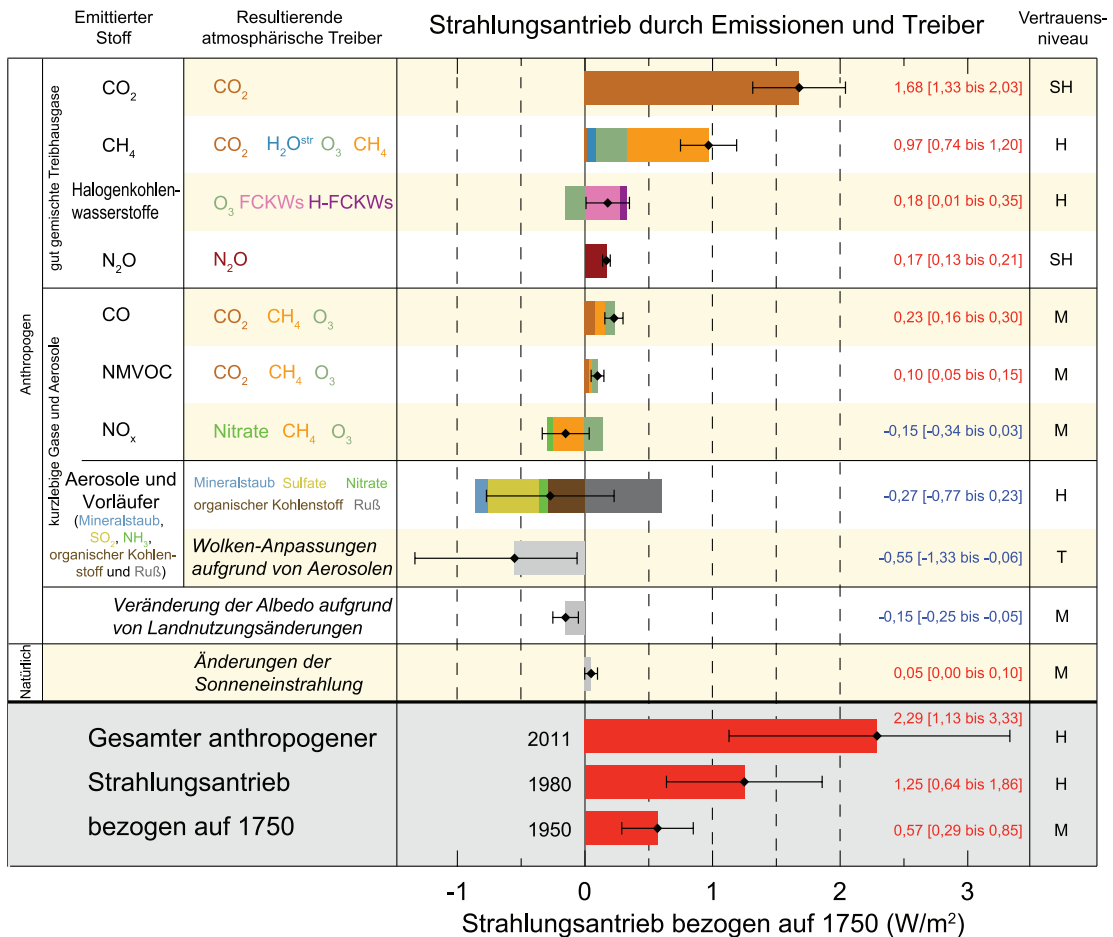 Emittierter
Stoff
Resultierende
atmosphärische Treiber
Strahlungsantrieb durch Emissionen und Treiber
Vertrauens-
niveau
Anthropogen
gut gemischte Treibhausgase
CO₂
CO₂
1,68 [1,33 bis 2,03]
SH
CH₄
CO₂ H₂Oˢᵗʳ O₃ CH₄
0,97 [0,74 bis 1,20]
H
Halogenkohlen-
wasserstoffe
O₃ FCKWs H-FCKWs
0,18 [0,01 bis 0,35]
H
N₂O
N₂O
0,17 [0,13 bis 0,21]
SH
kurzlebige Gase und Aerosole
CO
CO₂ CH₄ O₃
0,23 [0,16 bis 0,30]
M
NMVOC
CO₂ CH₄ O₃
0,10 [0,05 bis 0,15]
M
NOₓ
Nitrate CH₄ O₃
-0,15 [-0,34 bis 0,03]
M
Aerosole und
Vorläufer
(Mineralstaub,
SO₂, NH₃,
organischer Kohlen-
stoff und Ruß)
Mineralstaub Sulfate Nitrate
organischer Kohlenstoff Ruß
-0,27 [-0,77 bis 0,23]
H
Wolken-Anpassungen
aufgrund von Aerosolen
-0,55 [-1,33 bis -0,06]
T
Veränderung der Albedo aufgrund
von Landnutzungsänderungen
-0,15 [-0,25 bis -0,05]
M
Natürlich
Änderungen der
Sonneneinstrahlung
0,05 [0,00 bis 0,10]
M
Gesamter anthropogener
Strahlungsantrieb
bezogen auf 1750
2011
2,29 [1,13 bis 3,33]
H
1980
1,25 [0,64 bis 1,86]
H
1950
0,57 [0,29 bis 0,85]
M
-1 0 1 2 3
Strahlungsantrieb bezogen auf 1750 (W/m²)